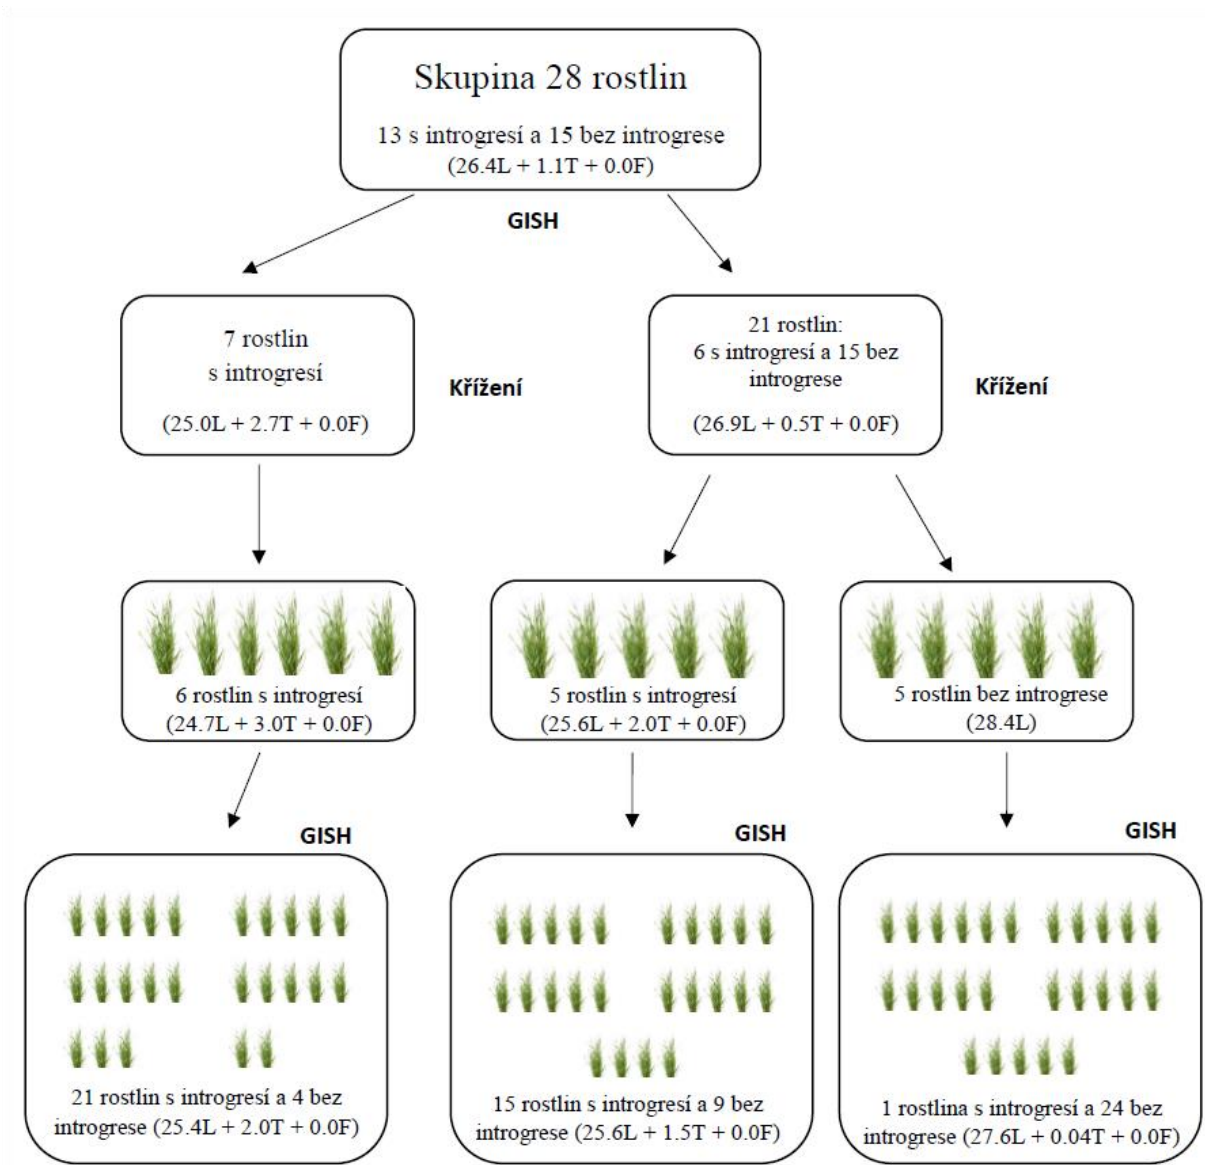 Skupina 28 rostlin
13 s introgresí a 15 bez introgrese
(26.4L + 1.1T + 0.0F)
GISH
7 rostlin
s introgresí
(25.0L + 2.7T + 0.0F)
Křížení
21 rostlin:
6 s introgresí a 15 bez
introgrese
(26.9L + 0.5T + 0.0F)
Křížení
6 rostlin s introgresí
(24.7L + 3.0T + 0.0F)
5 rostlin s introgresí
(25.6L + 2.0T + 0.0F)
5 rostlin bez introgrese
(28.4L)
GISH
GISH
GISH
21 rostlin s introgresí a 4 bez
introgrese (25.4L + 2.0T + 0.0F)
15 rostlin s introgresí a 9 bez
introgrese (25.6L + 1.5T + 0.0F)
1 rostlina s introgresí a 24 bez
introgrese (27.6L + 0.04T + 0.0F)